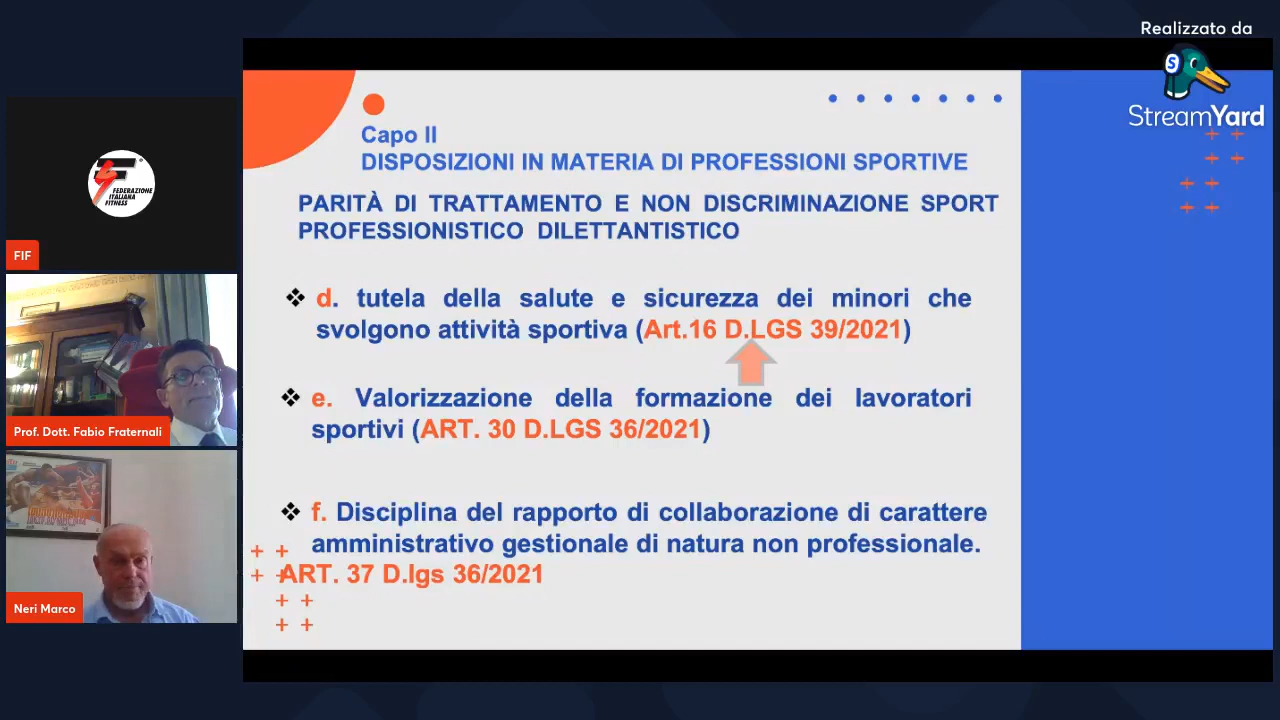 Realizzato da
StreamYard
FEDERAZIONE
ITALIANA
FITNESS
FIF
Prof. Dott. Fabio Fraternali
Neri Marco
Capo II
DISPOSIZIONI IN MATERIA DI PROFESSIONI SPORTIVE
PARITÀ DI TRATTAMENTO E NON DISCRIMINAZIONE SPORT
PROFESSIONISTICO DILETTANTISTICO
❖ d. tutela della salute e sicurezza dei minori che
svolgono attività sportiva (Art.16 D.LGS 39/2021)
❖ e. Valorizzazione della formazione dei lavoratori
sportivi (ART. 30 D.LGS 36/2021)
❖ f. Disciplina del rapporto di collaborazione di carattere
amministrativo gestionale di natura non professionale.
ART. 37 D.lgs 36/2021